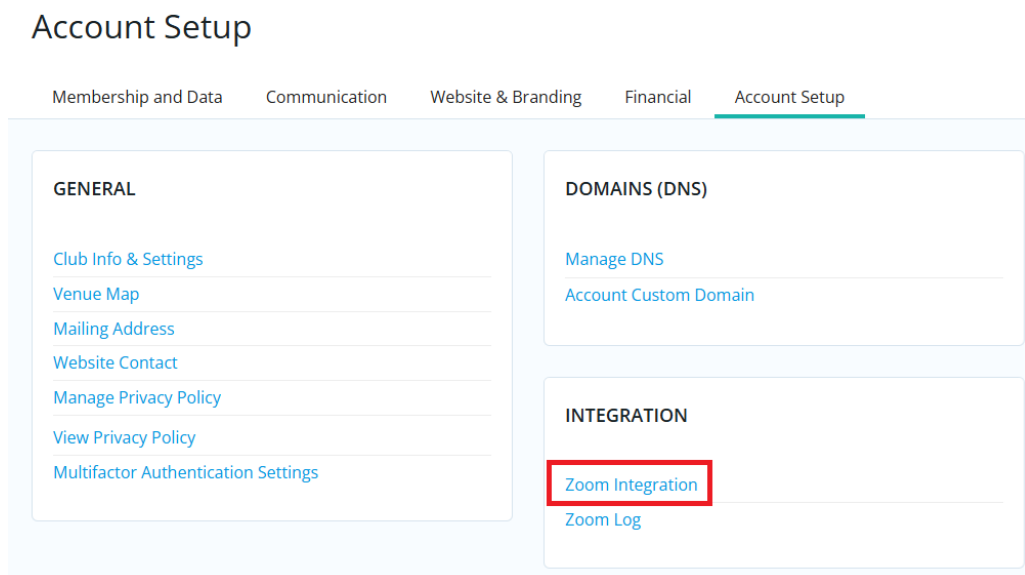 Account Setup
Membership and Data
Communication
Website & Branding
Financial
Account Setup
GENERAL
Club Info & Settings
Venue Map
Mailing Address
Website Contact
Manage Privacy Policy
View Privacy Policy
Multifactor Authentication Settings
DOMAINS (DNS)
Manage DNS
Account Custom Domain
INTEGRATION
Zoom Integration
Zoom Log